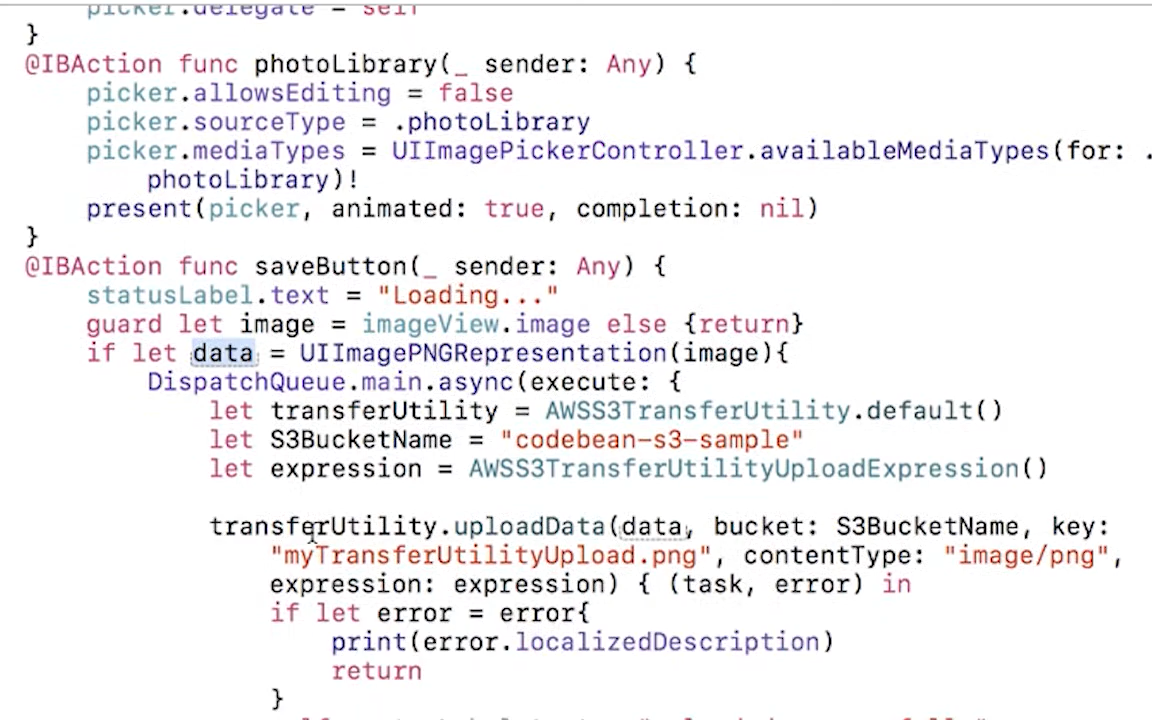 picker.delegate = self
}
@IBAction func photoLibrary(_ sender: Any) {
picker.allowsEditing = false
picker.sourceType = .photoLibrary
picker.mediaTypes = UIImagePickerController.availableMediaTypes(for: .
photoLibrary)!
present(picker, animated: true, completion: nil)
}
@IBAction func saveButton(_ sender: Any) {
statusLabel.text = "Loading..."
guard let image = imageView.image else {return}
if let data = UIImagePNGRepresentation(image){
DispatchQueue.main.async(execute: {
let transferUtility = AWSS3TransferUtility.default()
let S3BucketName = "codebean-s3-sample"
let expression = AWSS3TransferUtilityUploadExpression()
transferUtility.uploadData(data, bucket: S3BucketName, key:
"myTransferUtilityUpload.png", contentType: "image/png",
expression: expression) { (task, error) in
if let error = error{
print(error.localizedDescription)
return
}